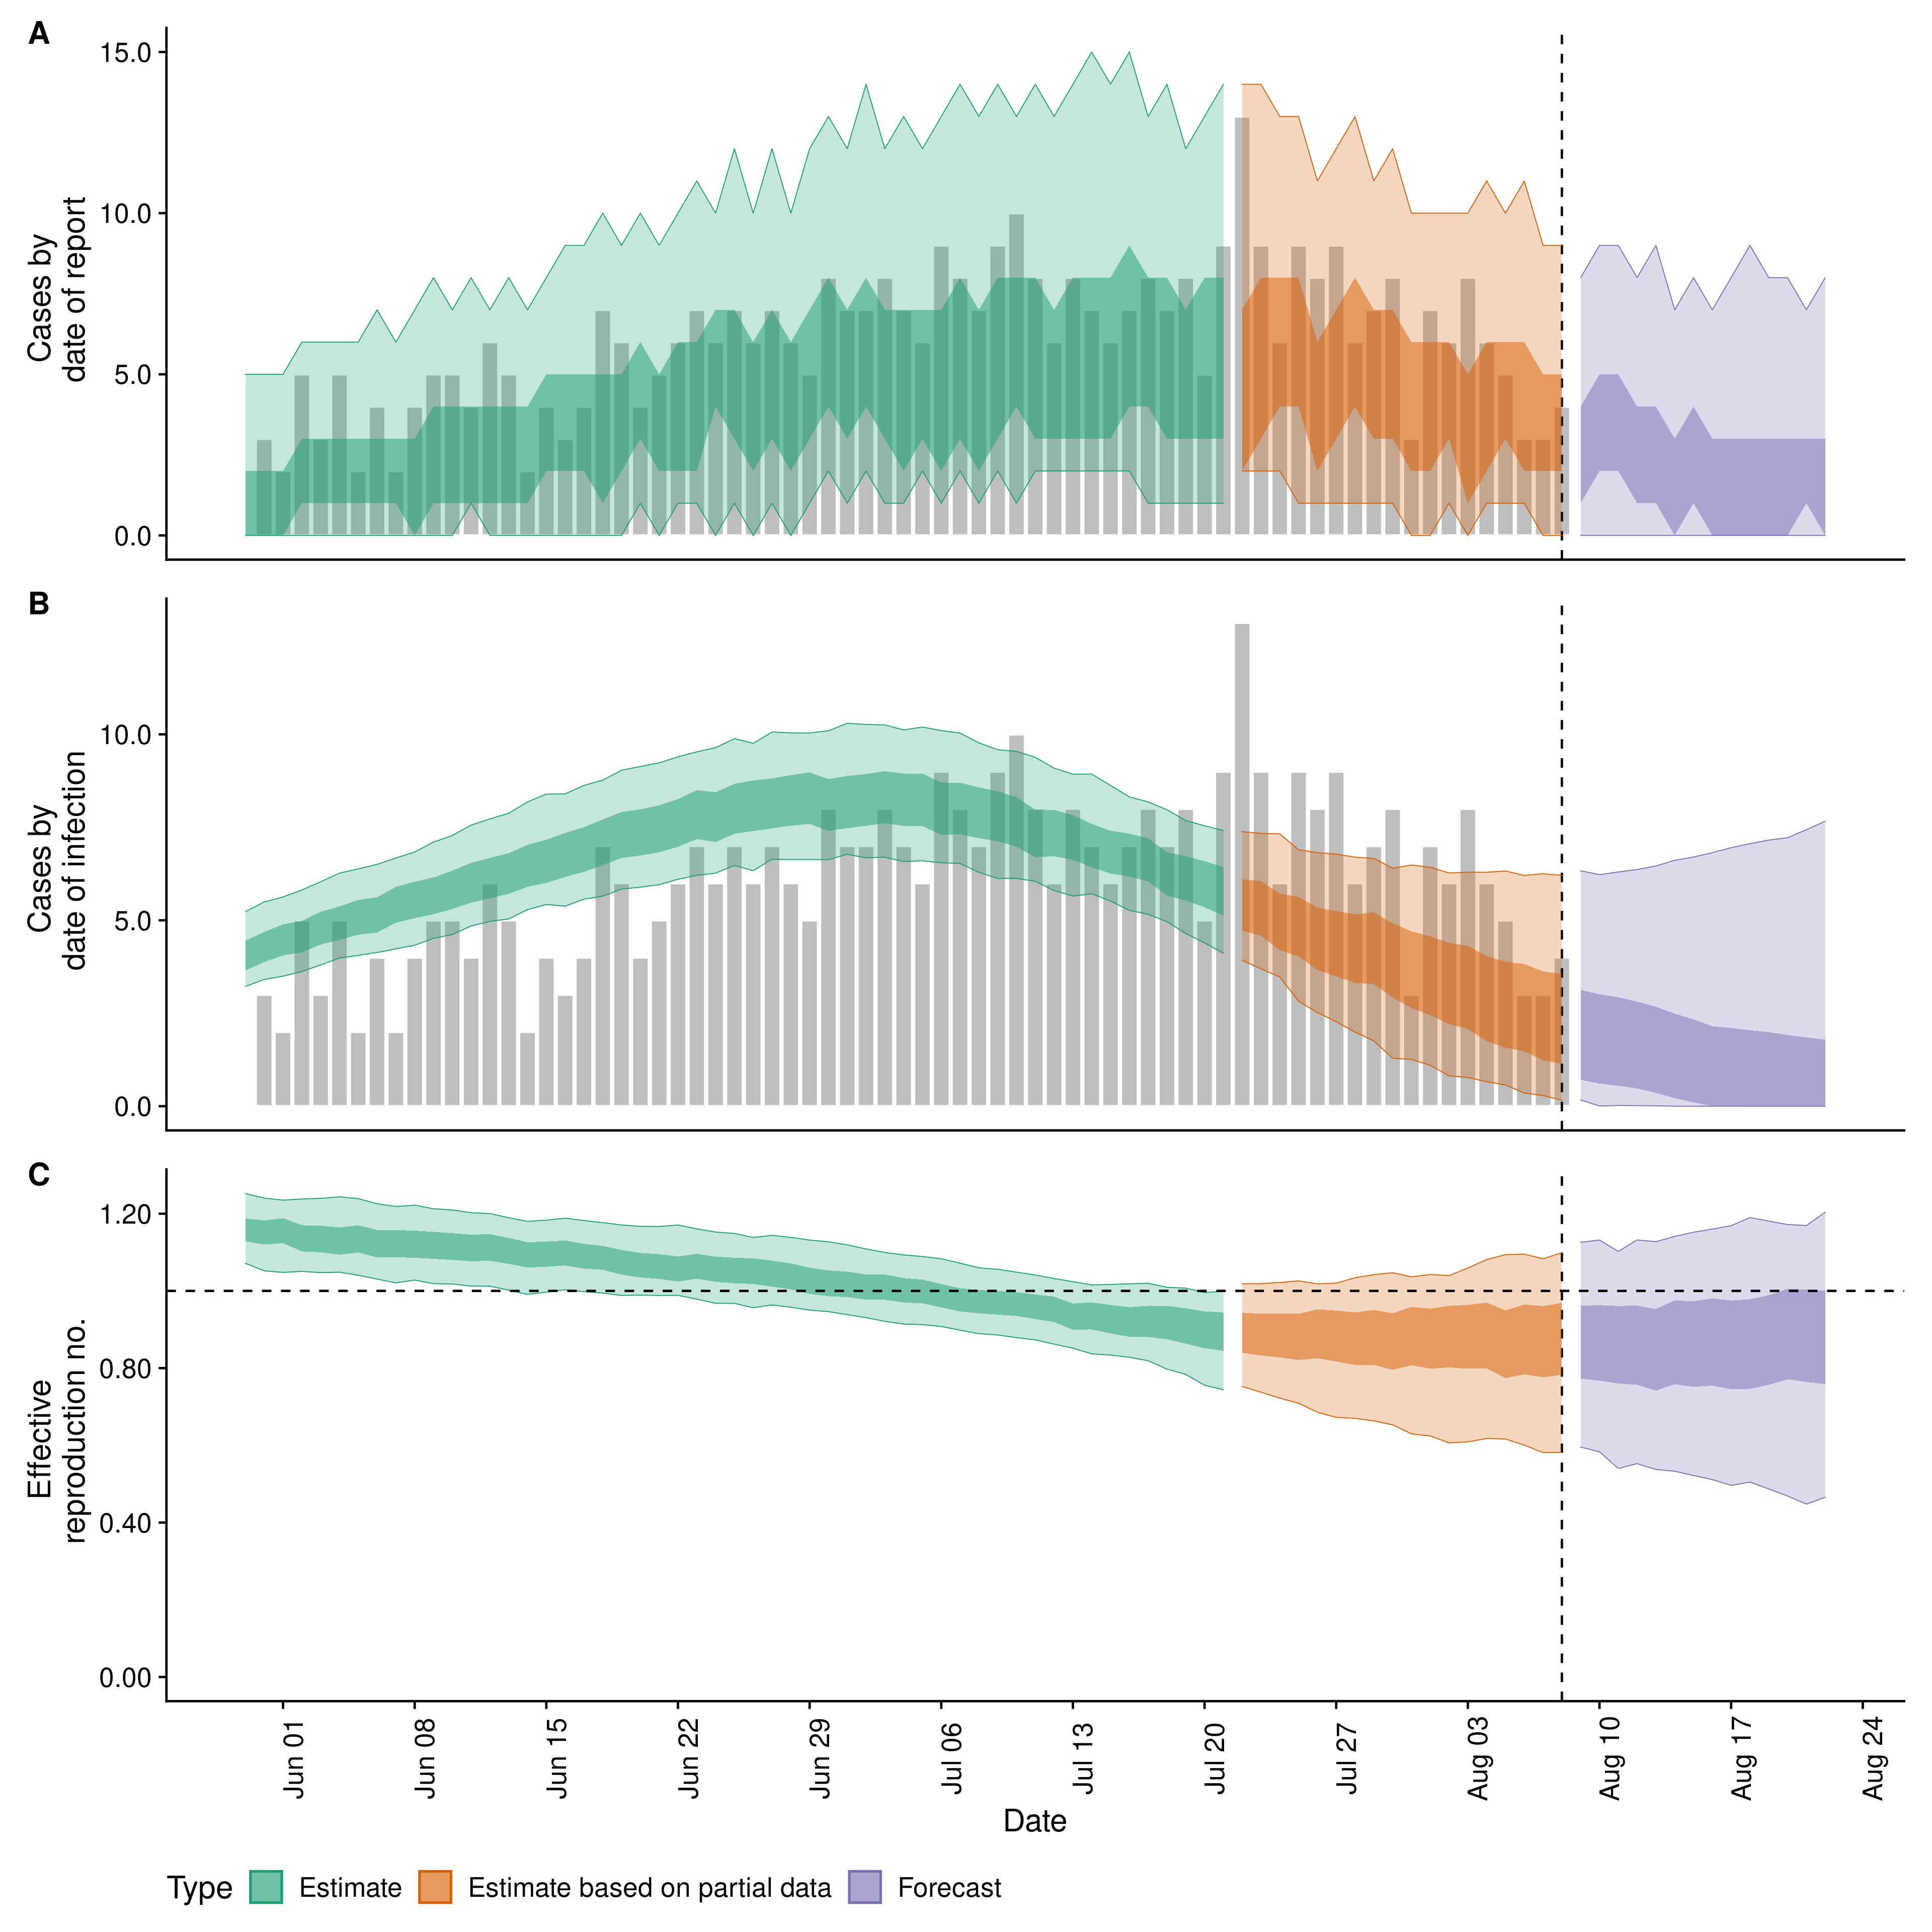 A
Cases by
date of report
15.0
10.0
5.0
0.0
B
Cases by
date of infection
10.0
5.0
0.0
C
Effective
reproduction no.
1.20
0.80
0.40
0.00
Jun 01
Jun 08
Jun 15
Jun 22
Jun 29
Jul 06
Jul 13
Jul 20
Jul 27
Aug 03
Aug 10
Aug 17
Aug 24
Date
Type Estimate Estimate based on partial data Forecast